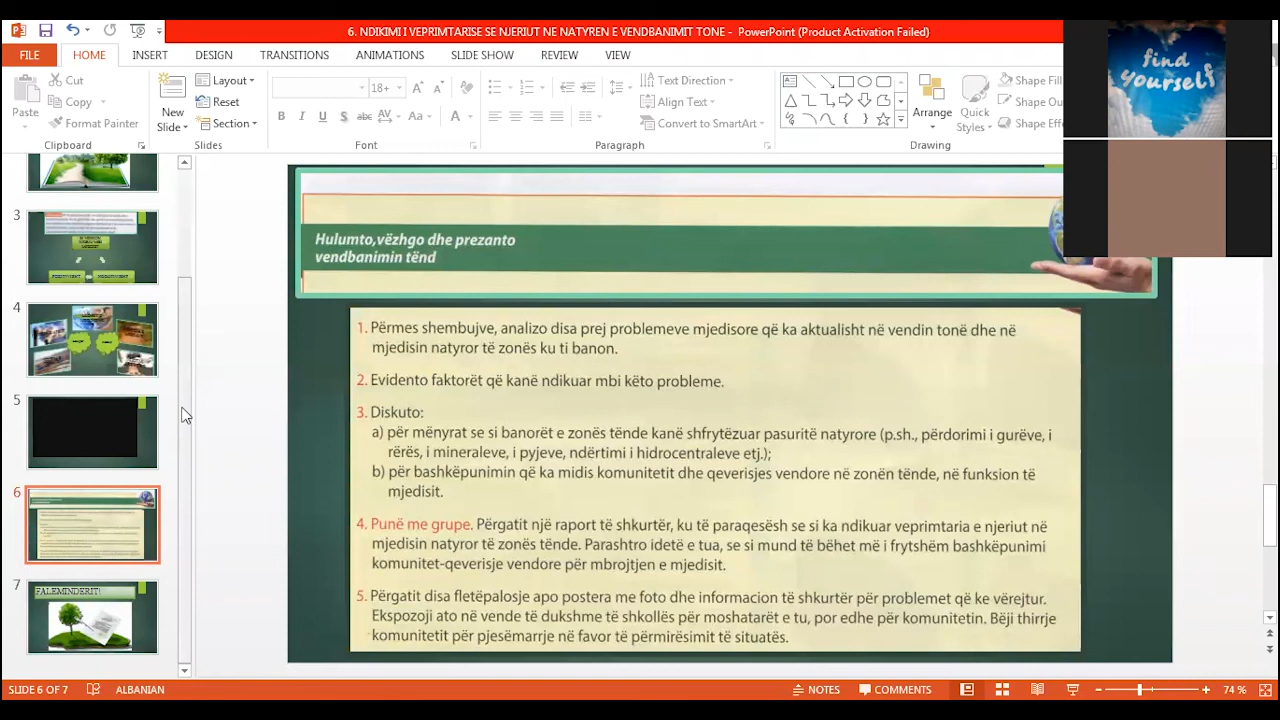 6. NDIKIMI I VEPRIMTARISE SE NJERIUT NE NATYREN E VENDBANIMIT TONE - PowerPoint (Product Activation Failed)
FILE HOME INSERT DESIGN TRANSITIONS ANIMATIONS SLIDE SHOW REVIEW VIEW
Paste
Cut
Copy
Format Painter
Clipboard
New
Slide
Layout
Reset
Section
Slides
18+
Font
Text Direction
Align Text
Convert to SmartArt
Paragraph
Arrange
Quick
Styles
Shape Fil
Shape Ou
Shape Effe
Drawing
find
yourself
3
4
5
6
7
FALEMINDERIT!
Hulumto,vëzhgo dhe prezanto
vendbanimin tënd
1. Përmes shembujve, analizo disa prej problemeve mjedisore që ka aktualisht në vendin tonë dhe në
mjedisin natyror të zonës ku ti banon.
2. Evidento faktorët që kanë ndikuar mbi këto probleme.
3. Diskuto:
a) për mënyrat se si banorët e zonës tënde kanë shfrytëzuar pasuritë natyrore (p.sh., përdorimi i gurëve, i
rërës, i mineraleve, i pyjeve, ndërtimi i hidrocentraleve etj.);
b) për bashkëpunimin që ka midis komunitetit dhe qeverisjes vendore në zonën tënde, në funksion të
mjedisit.
4. Punë me grupe. Përgatit një raport të shkurtër, ku të paraqesësh se si ka ndikuar veprimtaria e njeriut në
mjedisin natyror të zonës tënde. Parashtro idetë e tua, se si mund të bëhet më i frytshëm bashkëpunimi
komunitet-qeverisje vendore për mbrojtjen e mjedisit.
5. Përgatit disa fletëpalosje apo postera me foto dhe informacion të shkurtër për problemet që ke vërejtur.
Ekspozoji ato në vende të dukshme të shkollës për moshatarët e tu, por edhe për komunitetin. Bëji thirrje
komunitetit për pjesëmarrje në favor të përmirësimit të situatës.
SLIDE 6 OF 7 ALBANIAN NOTES COMMENTS 74 %